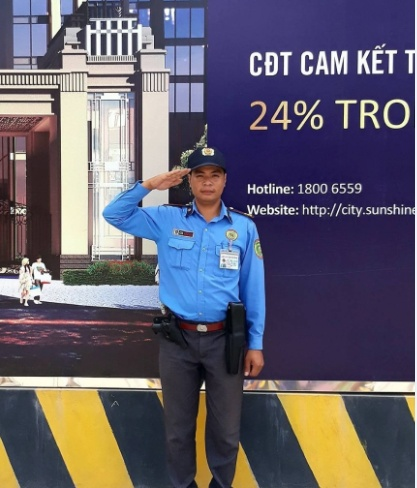 CĐT CAM KẾT T
24% TRO
Hotline: 1800 6559
Website: http://city.sunshine